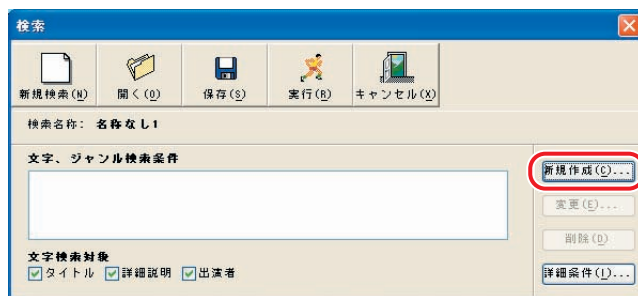 検索
新規検索(N) 開く(O) 保存(S) 実行(R) キャンセル(X)
検索名称: 名称なし1
文字、ジャンル検索条件
新規作成(C)...
変更(E)...
削除(D)
文字検索対象
タイトル 詳細説明 出演者
詳細条件(I)...